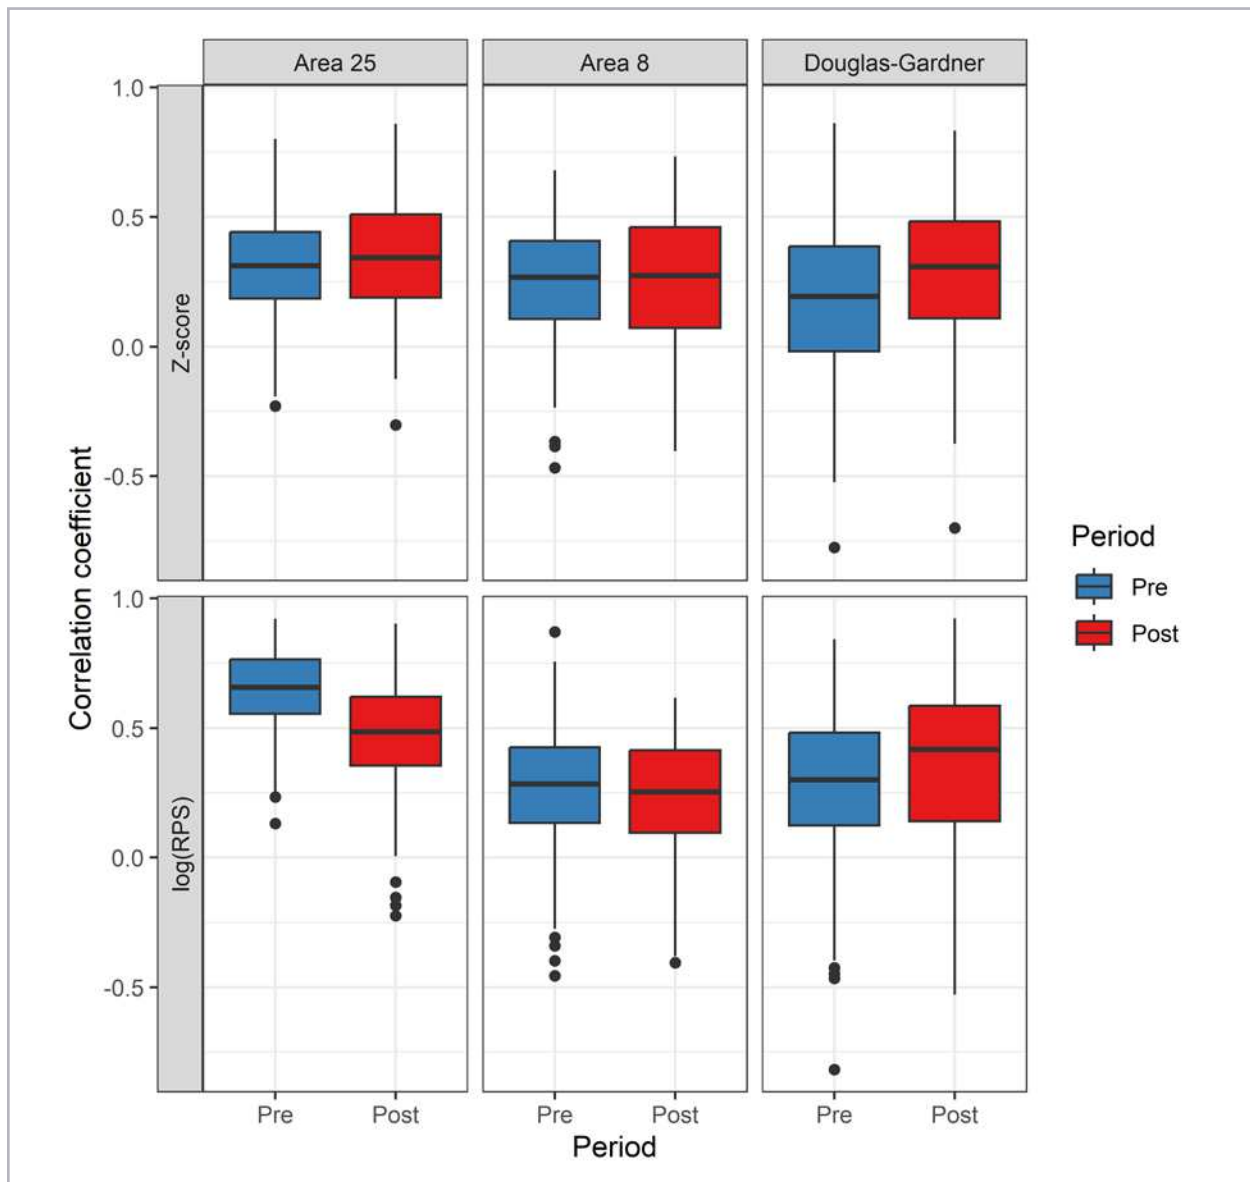 Area 25
Area 8
Douglas-Gardner
Correlation coefficient
Z-score
1.0
0.5
0.0
-0.5
log(RPS)
1.0
0.5
0.0
-0.5
Pre
Post
Pre
Post
Pre
Post
Period
Period
Pre
Post